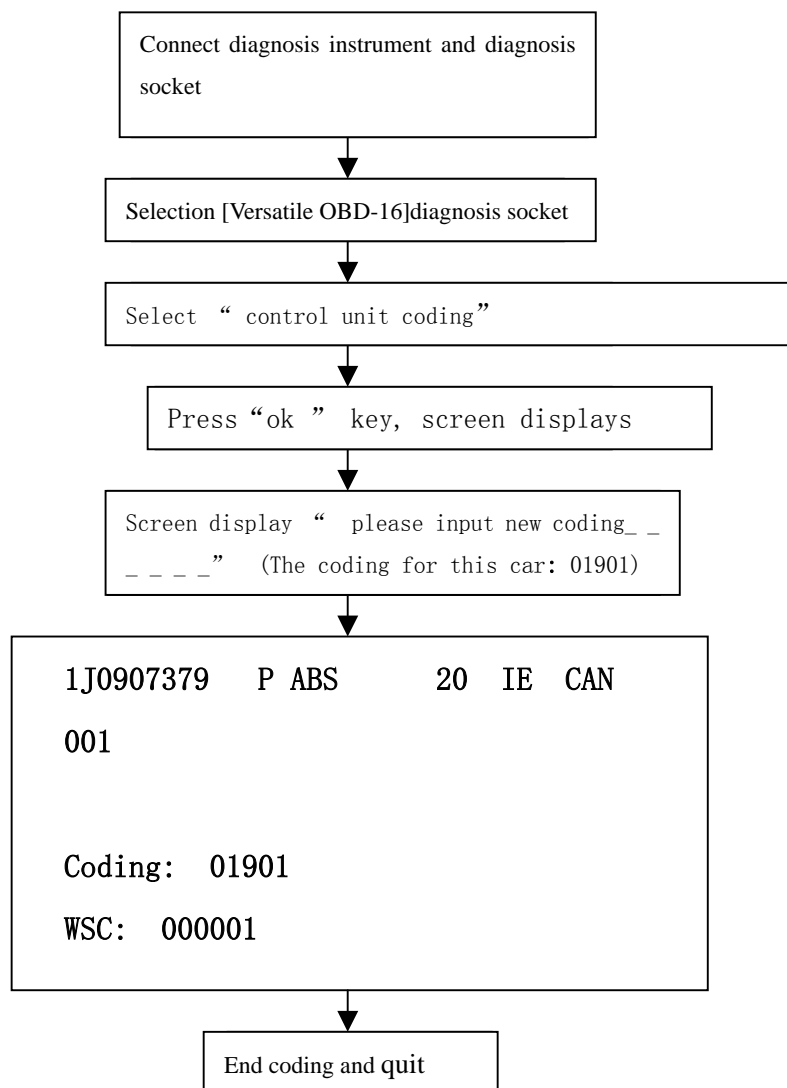 Connect diagnosis instrument and diagnosis
socket
Selection [Versatile OBD-16]diagnosis socket
Select “ control unit coding”
Press “ok ” key, screen displays
Screen display “ please input new coding_ _
_ _ _ _” (The coding for this car: 01901)
1J0907379 P ABS 20 IE CAN
001
Coding: 01901
WSC: 000001
End coding and quit